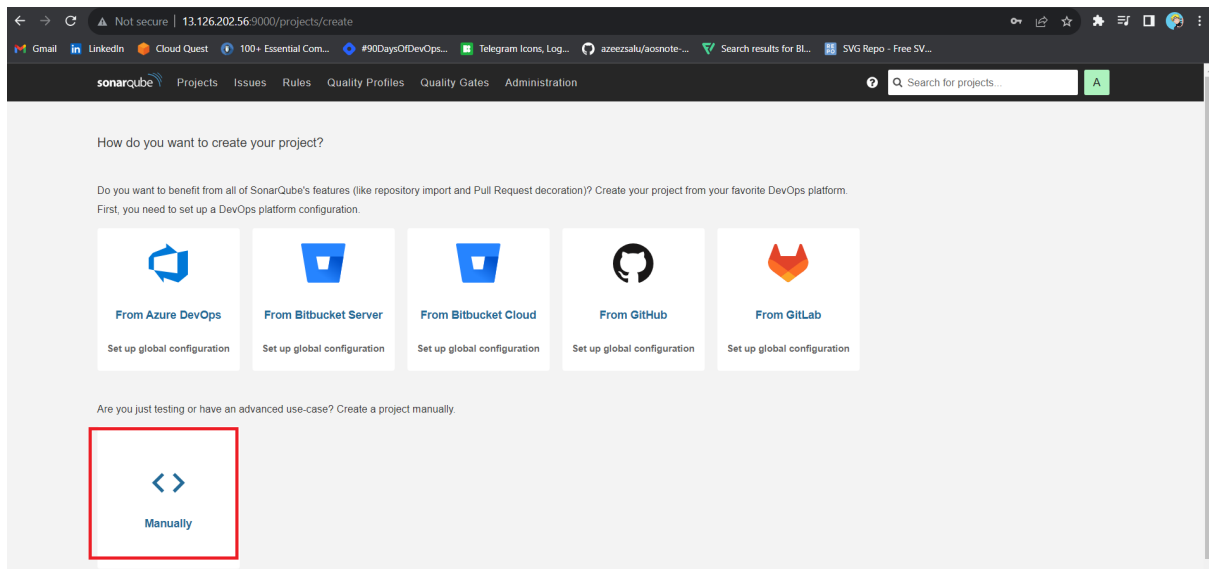 Not secure | 13.126.202.56:9000/projects/create
Gmail LinkedIn Cloud Quest 100+ Essential Com... #90DaysOfDevOps... Telegram Icons, Log... azeezsalu/aosnote-... Search results for Bl... SVG Repo - Free SV...
sonarqube Projects Issues Rules Quality Profiles Quality Gates Administration ? Search for projects... A
How do you want to create your project?
Do you want to benefit from all of SonarQube's features (like repository import and Pull Request decoration)? Create your project from your favorite DevOps platform.
First, you need to set up a DevOps platform configuration.
From Azure DevOps From Bitbucket Server From Bitbucket Cloud From GitHub From GitLab
Set up global configuration Set up global configuration Set up global configuration Set up global configuration Set up global configuration
Are you just testing or have an advanced use-case? Create a project manually.
Manually